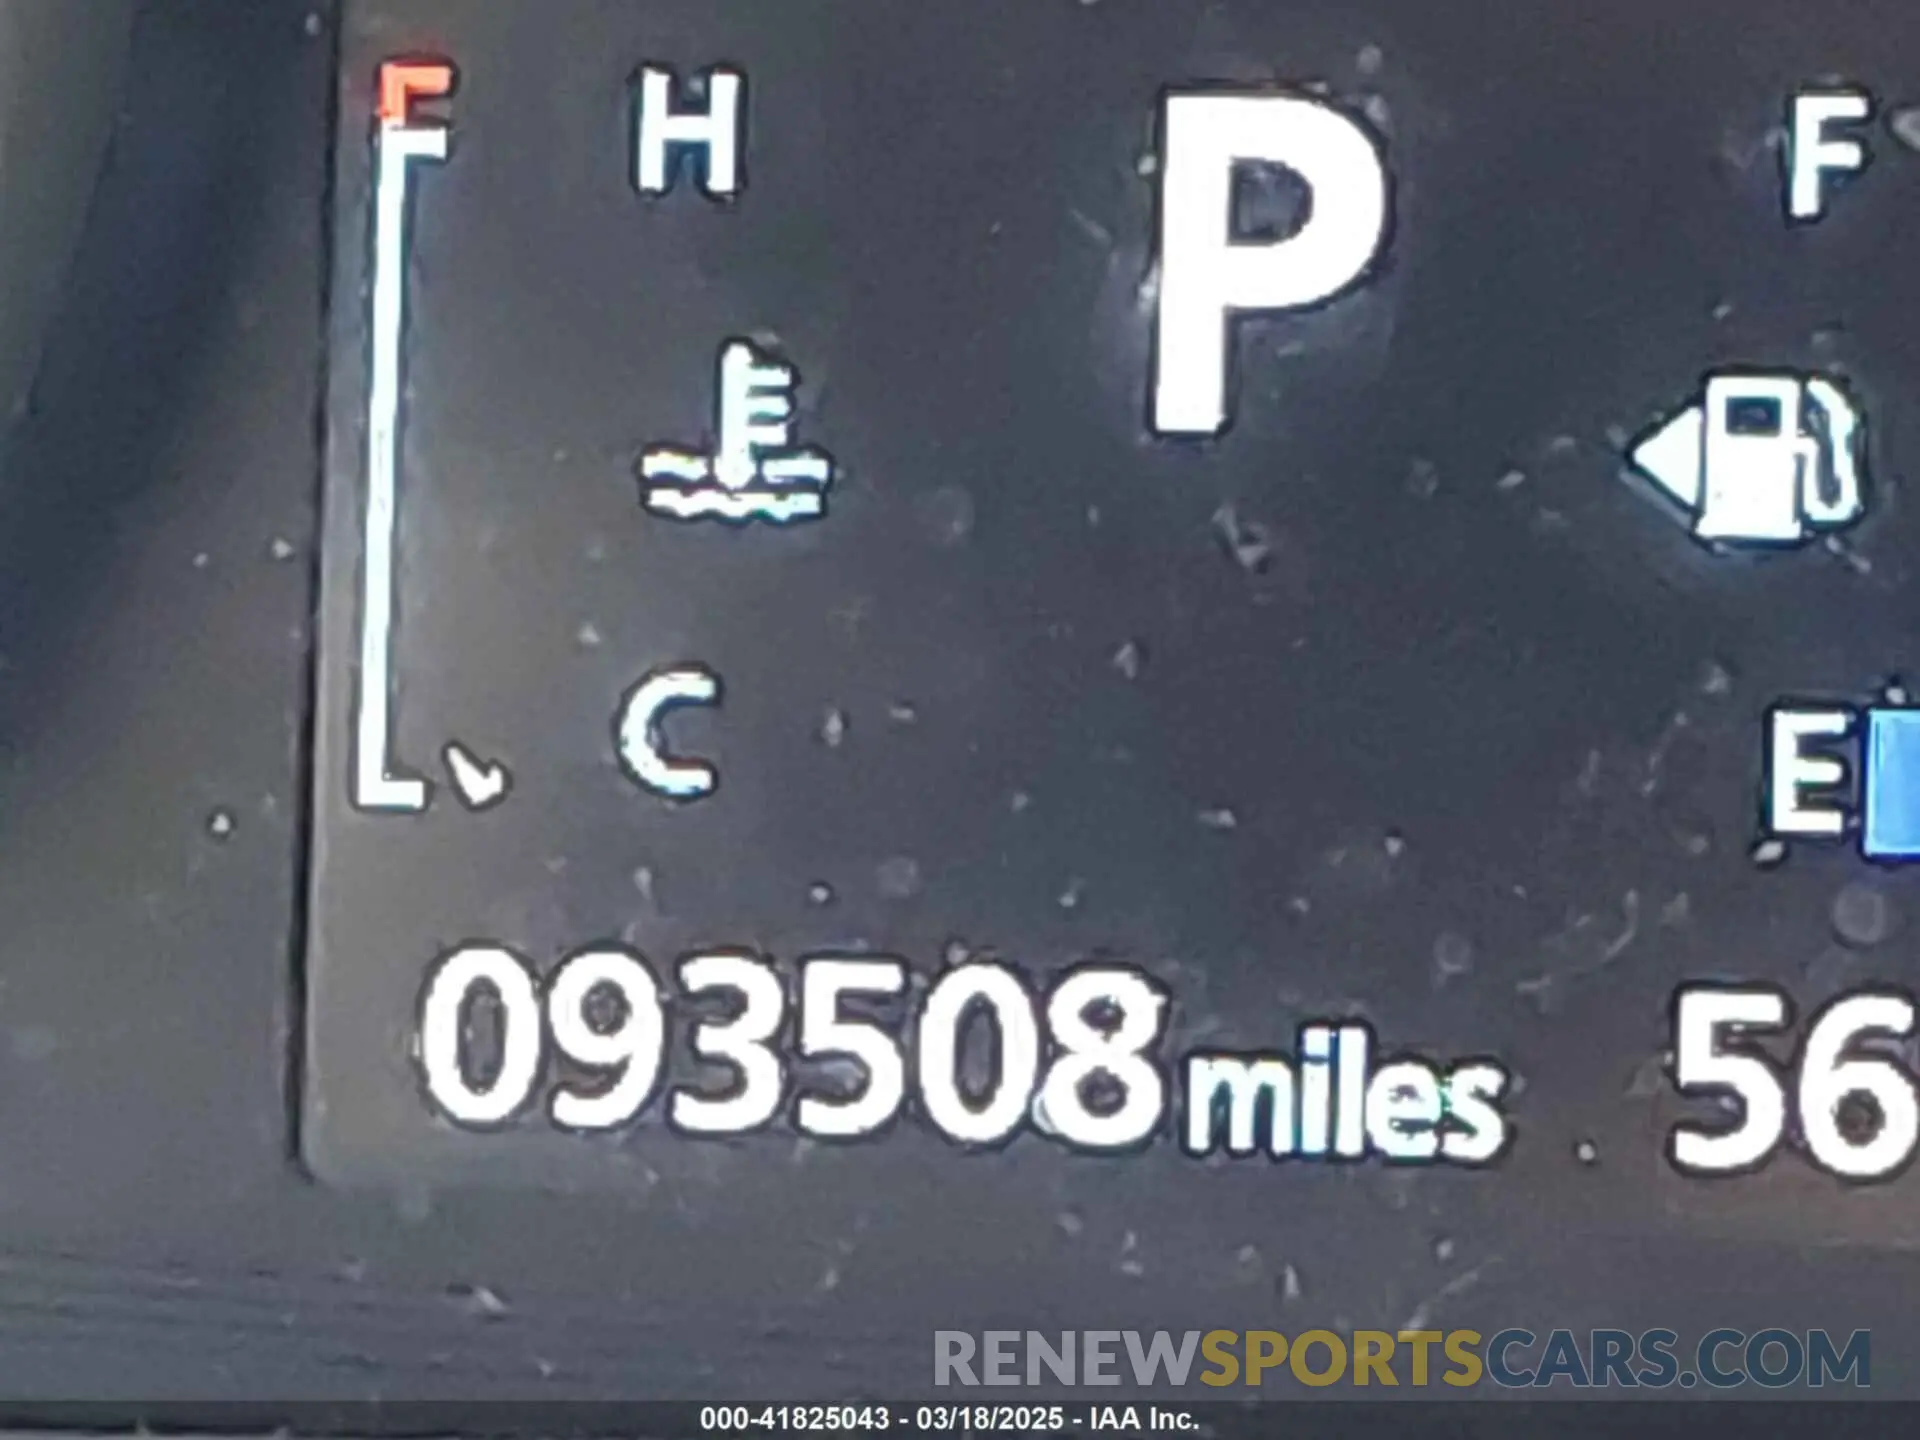 H
P
F
C
E
093508 miles
56
RENEWSPORTSCARS.COM
000-41825043 - 03/18/2025 - IAA Inc.